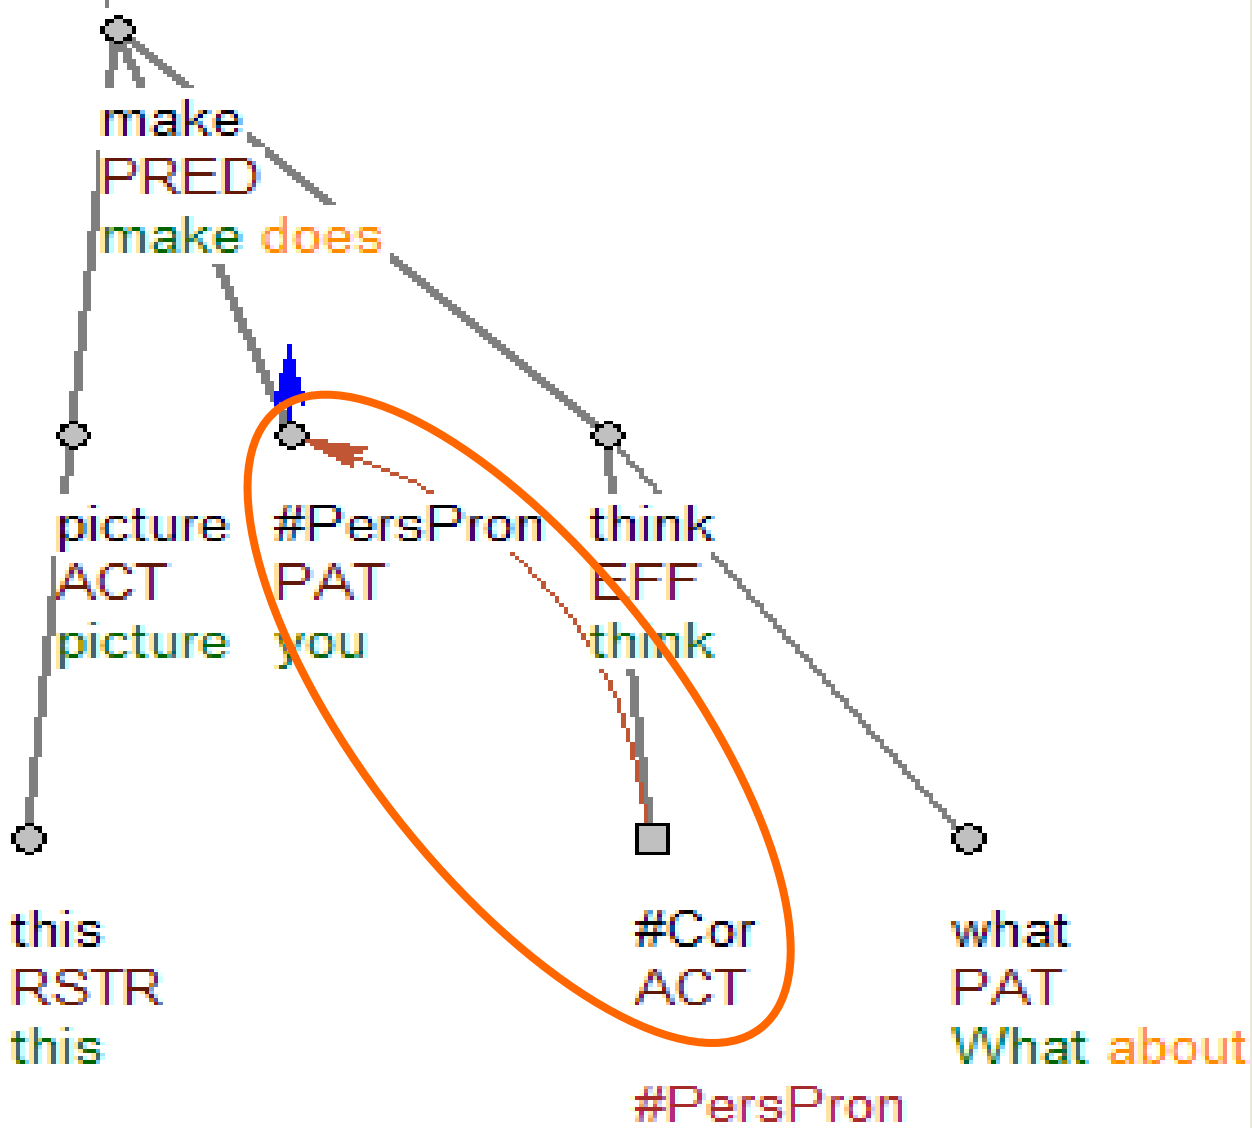 make
PRED
make does
picture #PersPron think
ACT PAT EFF
picture you think
this #Cor what
RSTR ACT PAT
this What about
#PersPron